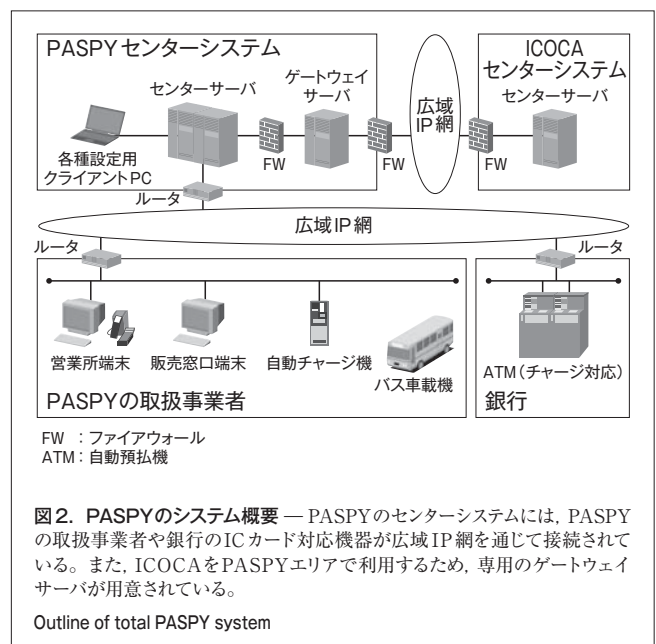 PASPYセンターシステム
センターサーバ
ゲートウェイ
サーバ
各種設定用
クライアントPC
FW
FW
ルータ
広域
IP網
ICOCA
センターシステム
センターサーバ
FW
広域IP網
ルータ
ルータ
営業所端末
販売窓口端末
自動チャージ機
バス車載機
PASPYの取扱事業者
ATM(チャージ対応)
銀行
FW :ファイアウォール
ATM:自動預払機
図2. PASPYのシステム概要 — PASPYのセンターシステムには,PASPY
の取扱事業者や銀行のICカード対応機器が広域IP網を通じて接続されて
いる。また,ICOCAをPASPYエリアで利用するため,専用のゲートウェイ
サーバが用意されている。
Outline of total PASPY system